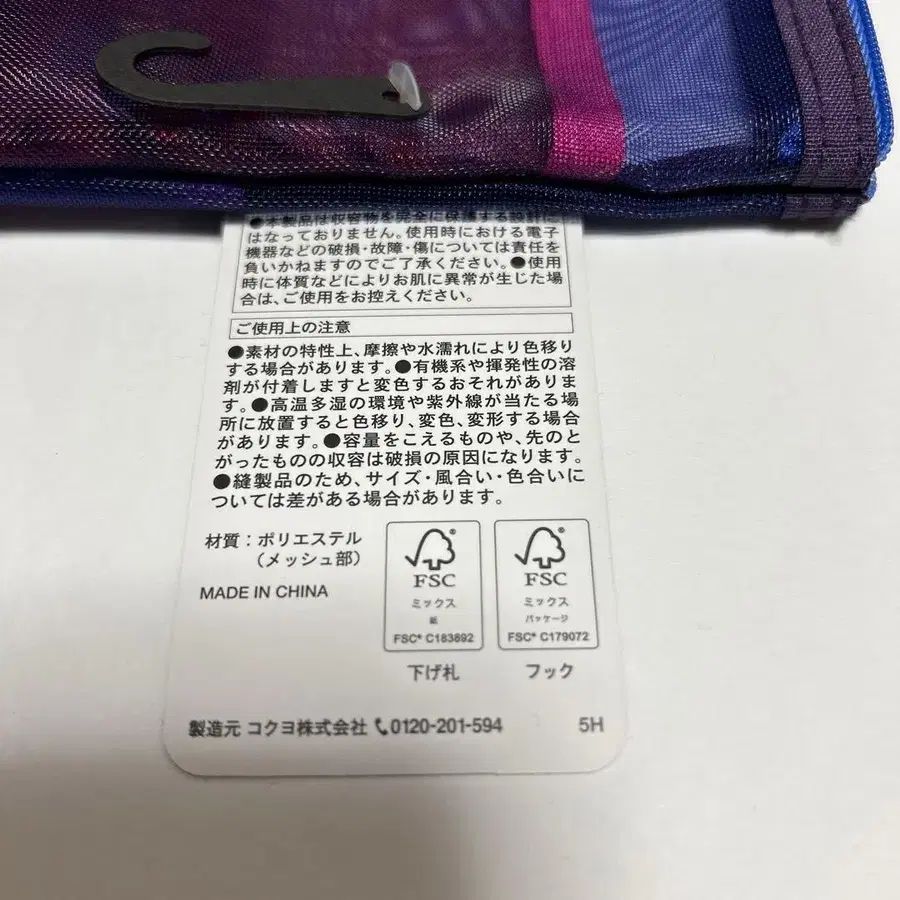 ●本製品は収容物を完全に保護する設計に
はなっておりません。使用時における電子
機器などの破損・故障・傷については責任を
負いかねますのでご了承ください。●使用
時に体質などによりお肌に異常が生じた場
合は、ご使用をお控えください。
ご使用上の注意
●素材の特性上、摩擦や水濡れにより色移り
する場合があります。●有機系や揮発性の溶
剤が付着しますと変色するおそれがありま
す。●高温多湿の環境や紫外線が当たる場
所に放置すると色移り、変色、変形する場合
があります。●容量をこえるものや、先のと
がったものの収容は破損の原因になります。
●縫製品のため、サイズ・風合い・色合いに
ついては差がある場合があります。
材質：ポリエステル
（メッシュ部）
MADE IN CHINA
®
FSC
ミックス
紙
FSC® C183892
下げ札
®
FSC
ミックス
パッケージ
FSC® C179072
フック
製造元 コクヨ株式会社 📞0120-201-594 5H